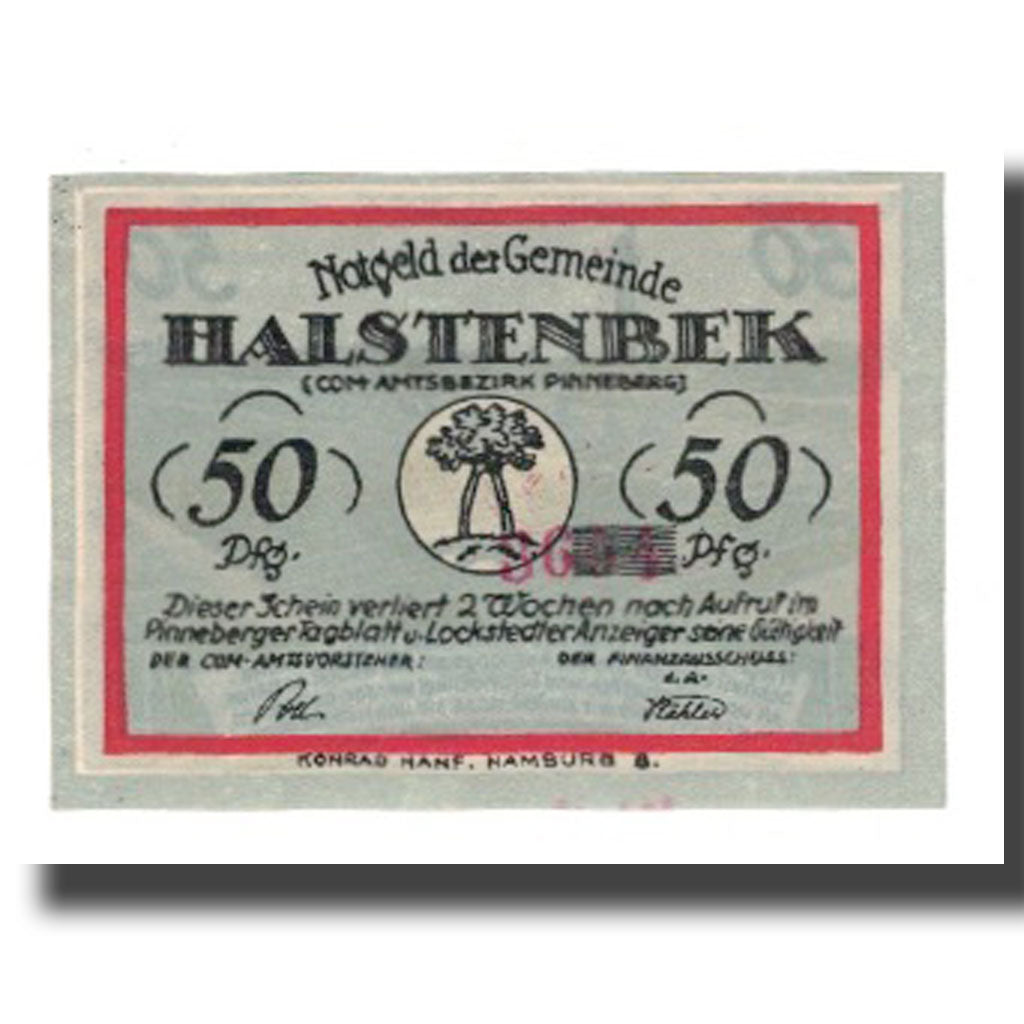 Notgeld der Gemeinde
HALSTENBEK
(COM-AMTSBEZIRK PINNEBERG)
50 50
Pfg. Pfg.
Dieser Schein verliert 2 Wochen nach Aufruf im
Pinneberger Tagblatt u. Lockstedter Anzeiger seine Gültigkeit
DER COM-AMTSVORSTEHER: DER FINANZAUSSCHUSS:
I.A.
KONRAD HANF, HAMBURG 8.